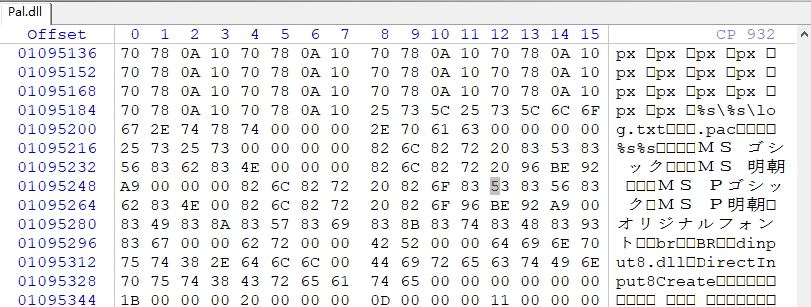 Pal.dll
Offset 0 1 2 3 4 5 6 7 8 9 10 11 12 13 14 15 CP 932
01095136 70 78 0A 10 70 78 0A 10 70 78 0A 10 70 78 0A 10 px □px □px □px □
01095152 70 78 0A 10 70 78 0A 10 70 78 0A 10 70 78 0A 10 px □px □px □px □
01095168 70 78 0A 10 70 78 0A 10 70 78 0A 10 70 78 0A 10 px □px □px □px □
01095184 70 78 0A 10 70 78 0A 10 25 73 5C 25 73 5C 6C 6F px □px □%s\%s\lo
01095200 67 2E 74 78 74 00 00 00 2E 70 61 63 00 00 00 00 g.txt□□□.pac□□□□
01095216 25 73 25 73 00 00 00 00 82 6C 82 72 20 83 53 83 %s%s□□□□MS ゴシ
01095232 56 83 62 83 4E 00 00 00 82 6C 82 72 20 96 BE 92 ック□□□MS 明朝
01095248 A9 00 00 00 82 6C 82 72 20 82 6F 83 53 83 56 83 □□□MS Pゴシッ
01095264 62 83 4E 00 82 6C 82 72 20 82 6F 96 BE 92 A9 00 ク□MS P明朝□
01095280 83 49 83 8A 83 57 83 69 83 8B 83 74 83 48 83 93 オリジナルフォン
01095296 83 67 00 00 62 72 00 00 42 52 00 00 64 69 6E 70 ト□□br□□BR□□dinp
01095312 75 74 38 2E 64 6C 6C 00 44 69 72 65 63 74 49 6E ut8.dll□DirectIn
01095328 70 75 74 38 43 72 65 61 74 65 00 00 00 00 00 00 put8Create□□□□□□
01095344 1B 00 00 00 20 00 00 00 0D 00 00 00 11 00 00 00